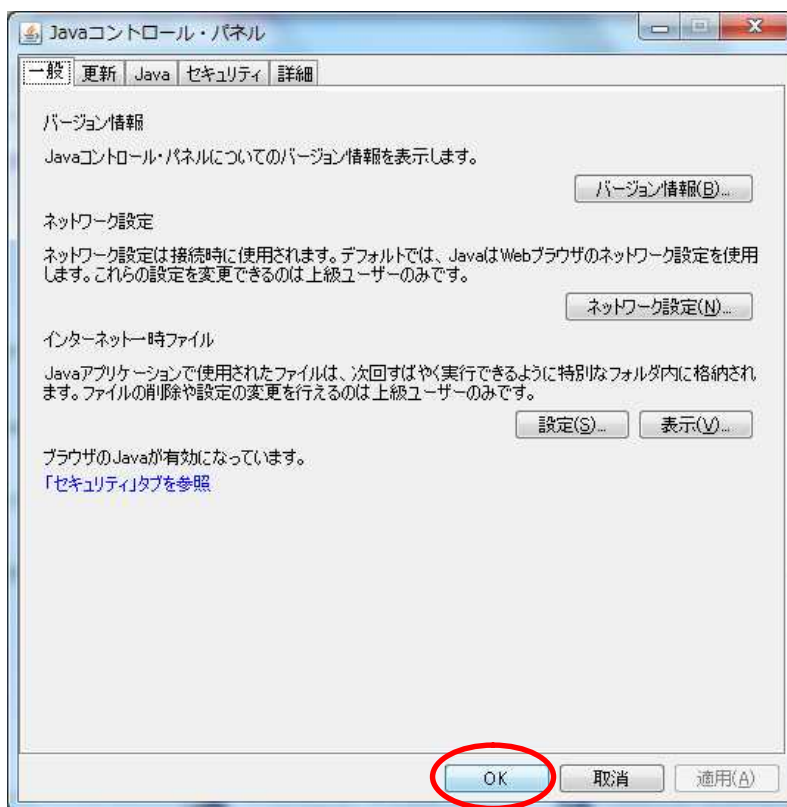 Javaコントロール・パネル
一般 更新 Java セキュリティ 詳細
バージョン情報
Javaコントロール・パネルについてのバージョン情報を表示します。
バージョン情報(B)...
ネットワーク設定
ネットワーク設定は接続時に使用されます。デフォルトでは、JavaはWebブラウザのネットワーク設定を使用
します。これらの設定を変更できるのは上級ユーザーのみです。
ネットワーク設定(N)...
インターネット一時ファイル
Javaアプリケーションで使用されたファイルは、次回すばやく実行できるように特別なフォルダ内に格納され
ます。ファイルの削除や設定の変更を行えるのは上級ユーザーのみです。
設定(S)... 表示(V)...
ブラウザのJavaが有効になっています。
「セキュリティ」タブを参照
OK 取消 適用(A)